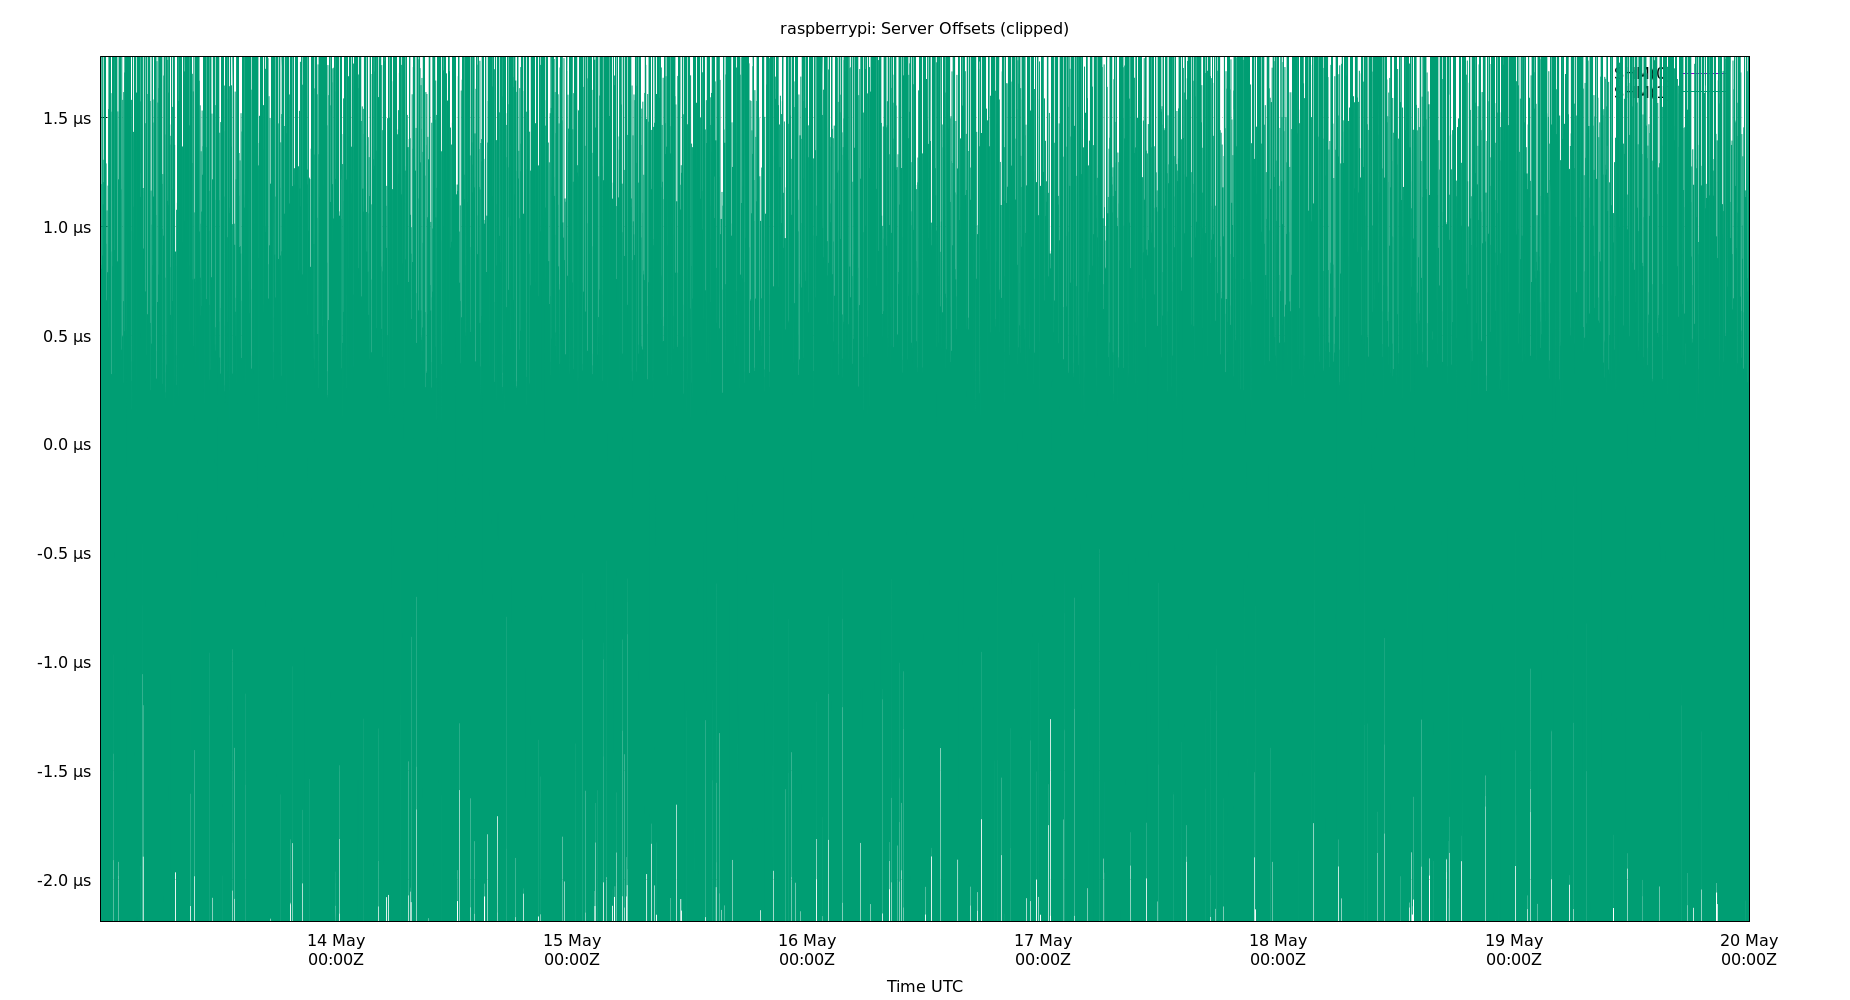 raspberrypi: Server Offsets (clipped)
1.5 µs
1.0 µs
0.5 µs
0.0 µs
-0.5 µs
-1.0 µs
-1.5 µs
-2.0 µs
14 May 15 May 16 May 17 May 18 May 19 May 20 May
00:00Z 00:00Z 00:00Z 00:00Z 00:00Z 00:00Z 00:00Z
Time UTC